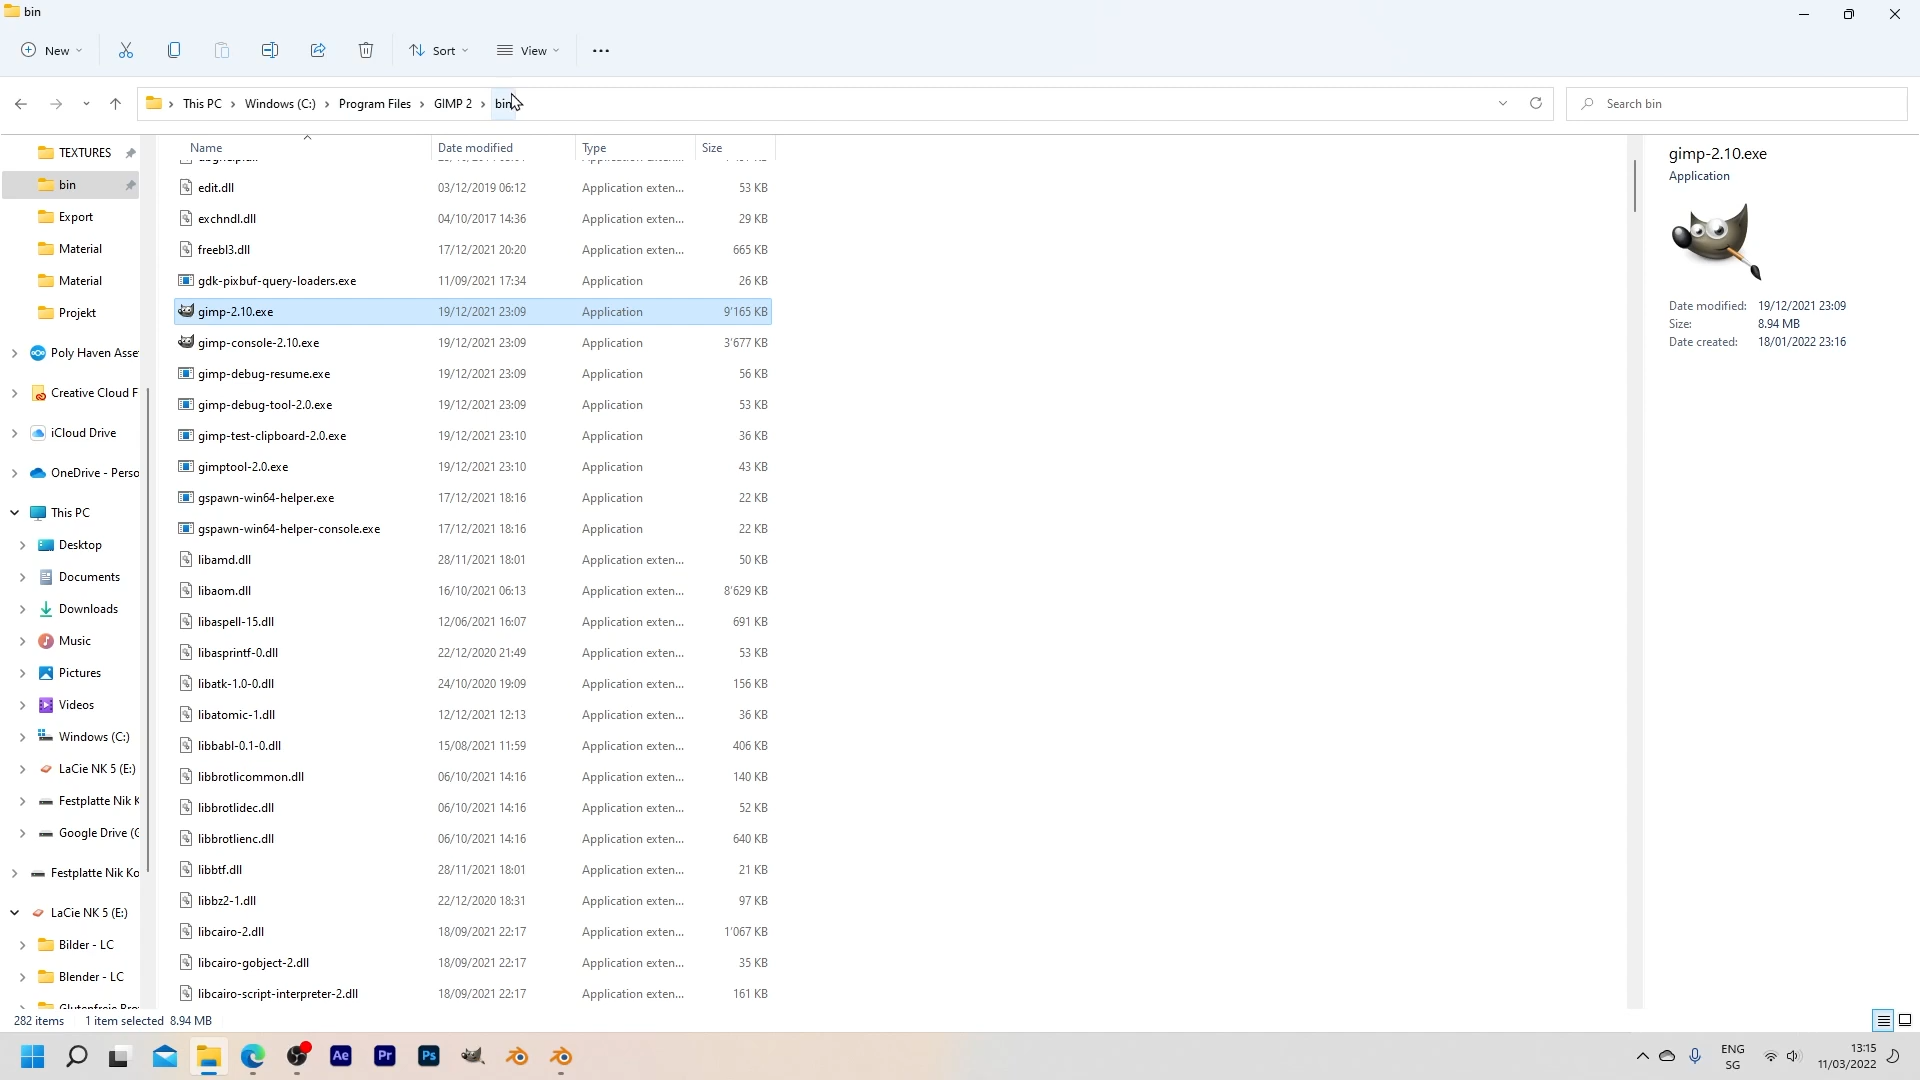 bin
New
Sort
View
This PC
Windows (C:)
Program Files
GIMP 2
bin
Search bin
Name
Date modified
Type
Size
TEXTURES
bin
Export
Material
Material
Projekt
Poly Haven Asse
Creative Cloud F
iCloud Drive
OneDrive - Perso
This PC
Desktop
Documents
Downloads
Music
Pictures
Videos
Windows (C:)
LaCie NK 5 (E:)
Festplatte Nik K
Google Drive (G
Festplatte Nik Ko
LaCie NK 5 (E:)
Bilder - LC
Blender - LC
edit.dll 03/12/2019 06:12 Application exten... 53 KB
exchndl.dll 04/10/2017 14:36 Application exten... 29 KB
freebl3.dll 17/12/2021 20:20 Application exten... 665 KB
gdk-pixbuf-query-loaders.exe 11/09/2021 17:34 Application 26 KB
gimp-2.10.exe 19/12/2021 23:09 Application 9'165 KB
gimp-console-2.10.exe 19/12/2021 23:09 Application 3'677 KB
gimp-debug-resume.exe 19/12/2021 23:09 Application 56 KB
gimp-debug-tool-2.0.exe 19/12/2021 23:09 Application 53 KB
gimp-test-clipboard-2.0.exe 19/12/2021 23:10 Application 36 KB
gimptool-2.0.exe 19/12/2021 23:10 Application 43 KB
gspawn-win64-helper.exe 17/12/2021 18:16 Application 22 KB
gspawn-win64-helper-console.exe 17/12/2021 18:16 Application 22 KB
libamd.dll 28/11/2021 18:01 Application exten... 50 KB
libaom.dll 16/10/2021 06:13 Application exten... 8'629 KB
libaspell-15.dll 12/06/2021 16:07 Application exten... 691 KB
libasprintf-0.dll 22/12/2020 21:49 Application exten... 53 KB
libatk-1.0-0.dll 24/10/2020 19:09 Application exten... 156 KB
libatomic-1.dll 12/12/2021 12:13 Application exten... 36 KB
libbabl-0.1-0.dll 15/08/2021 11:59 Application exten... 406 KB
libbrotlicommon.dll 06/10/2021 14:16 Application exten... 140 KB
libbrotlidec.dll 06/10/2021 14:16 Application exten... 52 KB
libbrotlienc.dll 06/10/2021 14:16 Application exten... 640 KB
libbtf.dll 28/11/2021 18:01 Application exten... 21 KB
libbz2-1.dll 22/12/2020 18:31 Application exten... 97 KB
libcairo-2.dll 18/09/2021 22:17 Application exten... 1'067 KB
libcairo-gobject-2.dll 18/09/2021 22:17 Application exten... 35 KB
libcairo-script-interpreter-2.dll 18/09/2021 22:17 Application exten... 161 KB
gimp-2.10.exe
Application
Date modified: 19/12/2021 23:09
Size: 8.94 MB
Date created: 18/01/2022 23:16
282 items 1 item selected 8.94 MB
Ae
Pr
Ps
ENG
SG
13:15
11/03/2022